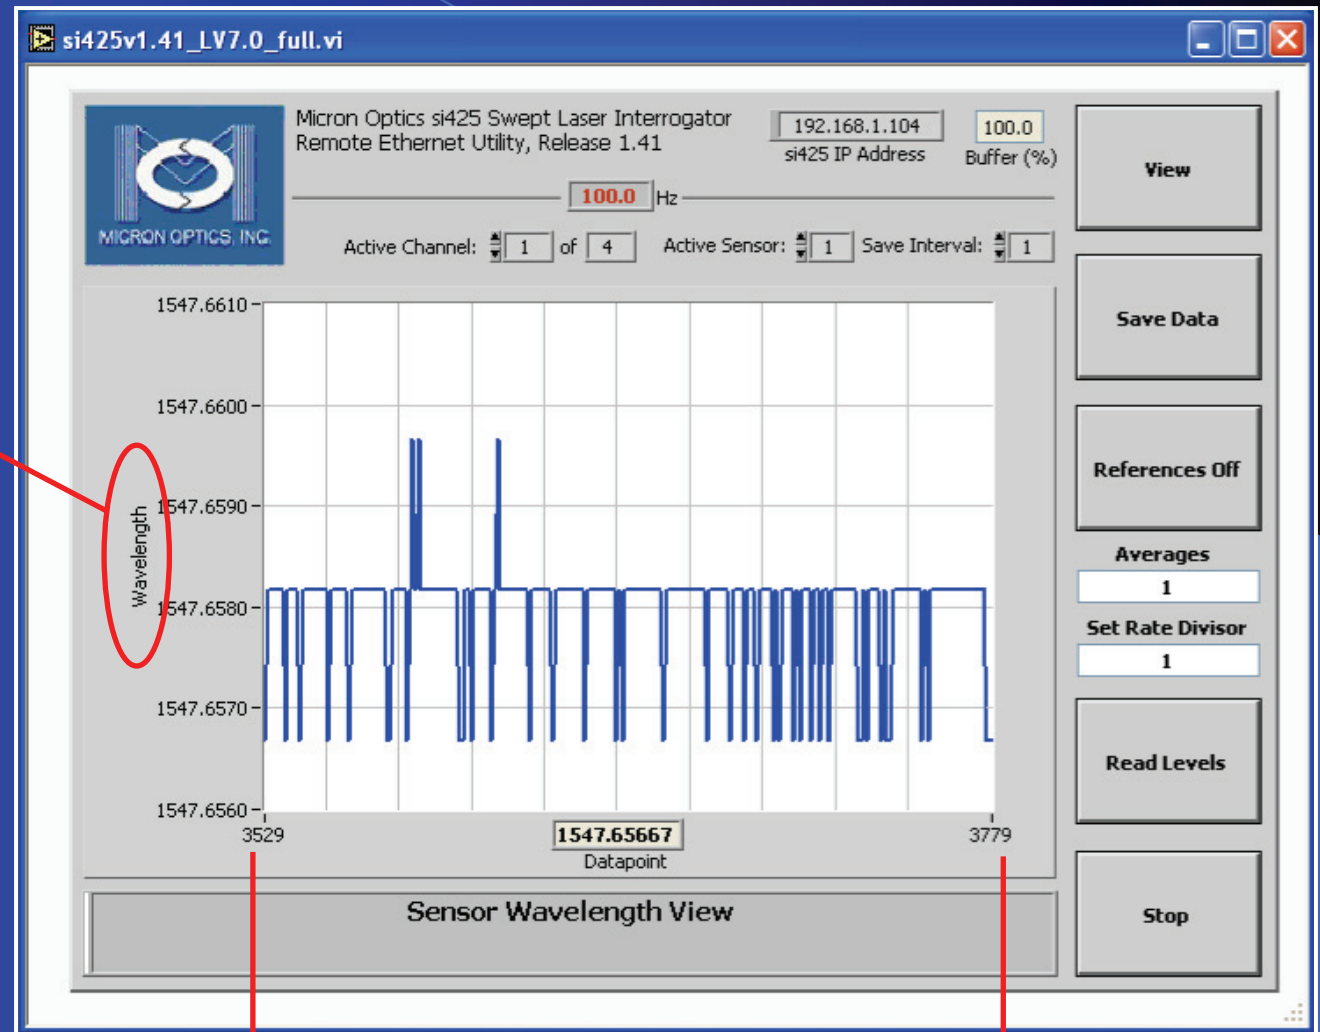 si425v1.41_LV7.0_full.vi
MICRON OPTICS, INC.
Micron Optics si425 Swept Laser Interrogator
Remote Ethernet Utility, Release 1.41
192.168.1.104
si425 IP Address
100.0
Buffer (%)
100.0 Hz
Active Channel: 1 of 4 Active Sensor: 1 Save Interval: 1
View
Save Data
References Off
Averages
1
Set Rate Divisor
1
Read Levels
Stop
Wavelength
1547.6610
1547.6600
1547.6590
1547.6580
1547.6570
1547.6560
3529
1547.65667
3779
Datapoint
Sensor Wavelength View